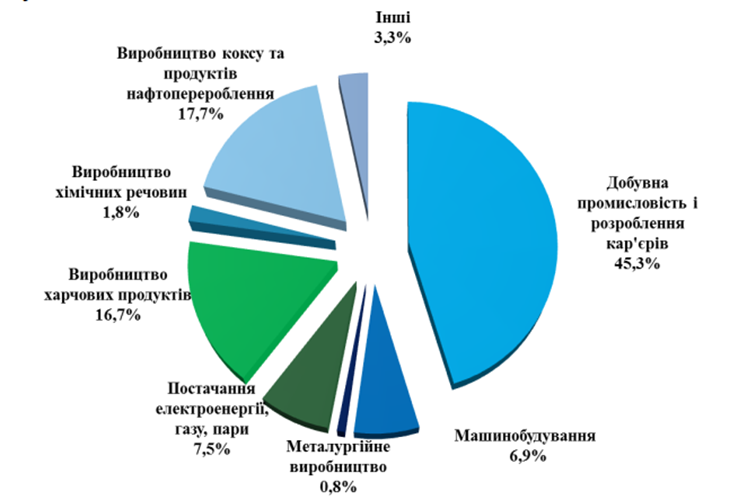 Інші
3,3%
Виробництво коксу та
продуктів
нафтоперероблення
17,7%
Виробництво
хімічних речовин
1,8%
Добувна
промисловість і
розроблення
кар'єрів
45,3%
Виробництво
харчових продуктів
16,7%
Постачання
електроенергії,
газу, пари
7,5%
Металургійне
виробництво
0,8%
Машинобудування
6,9%